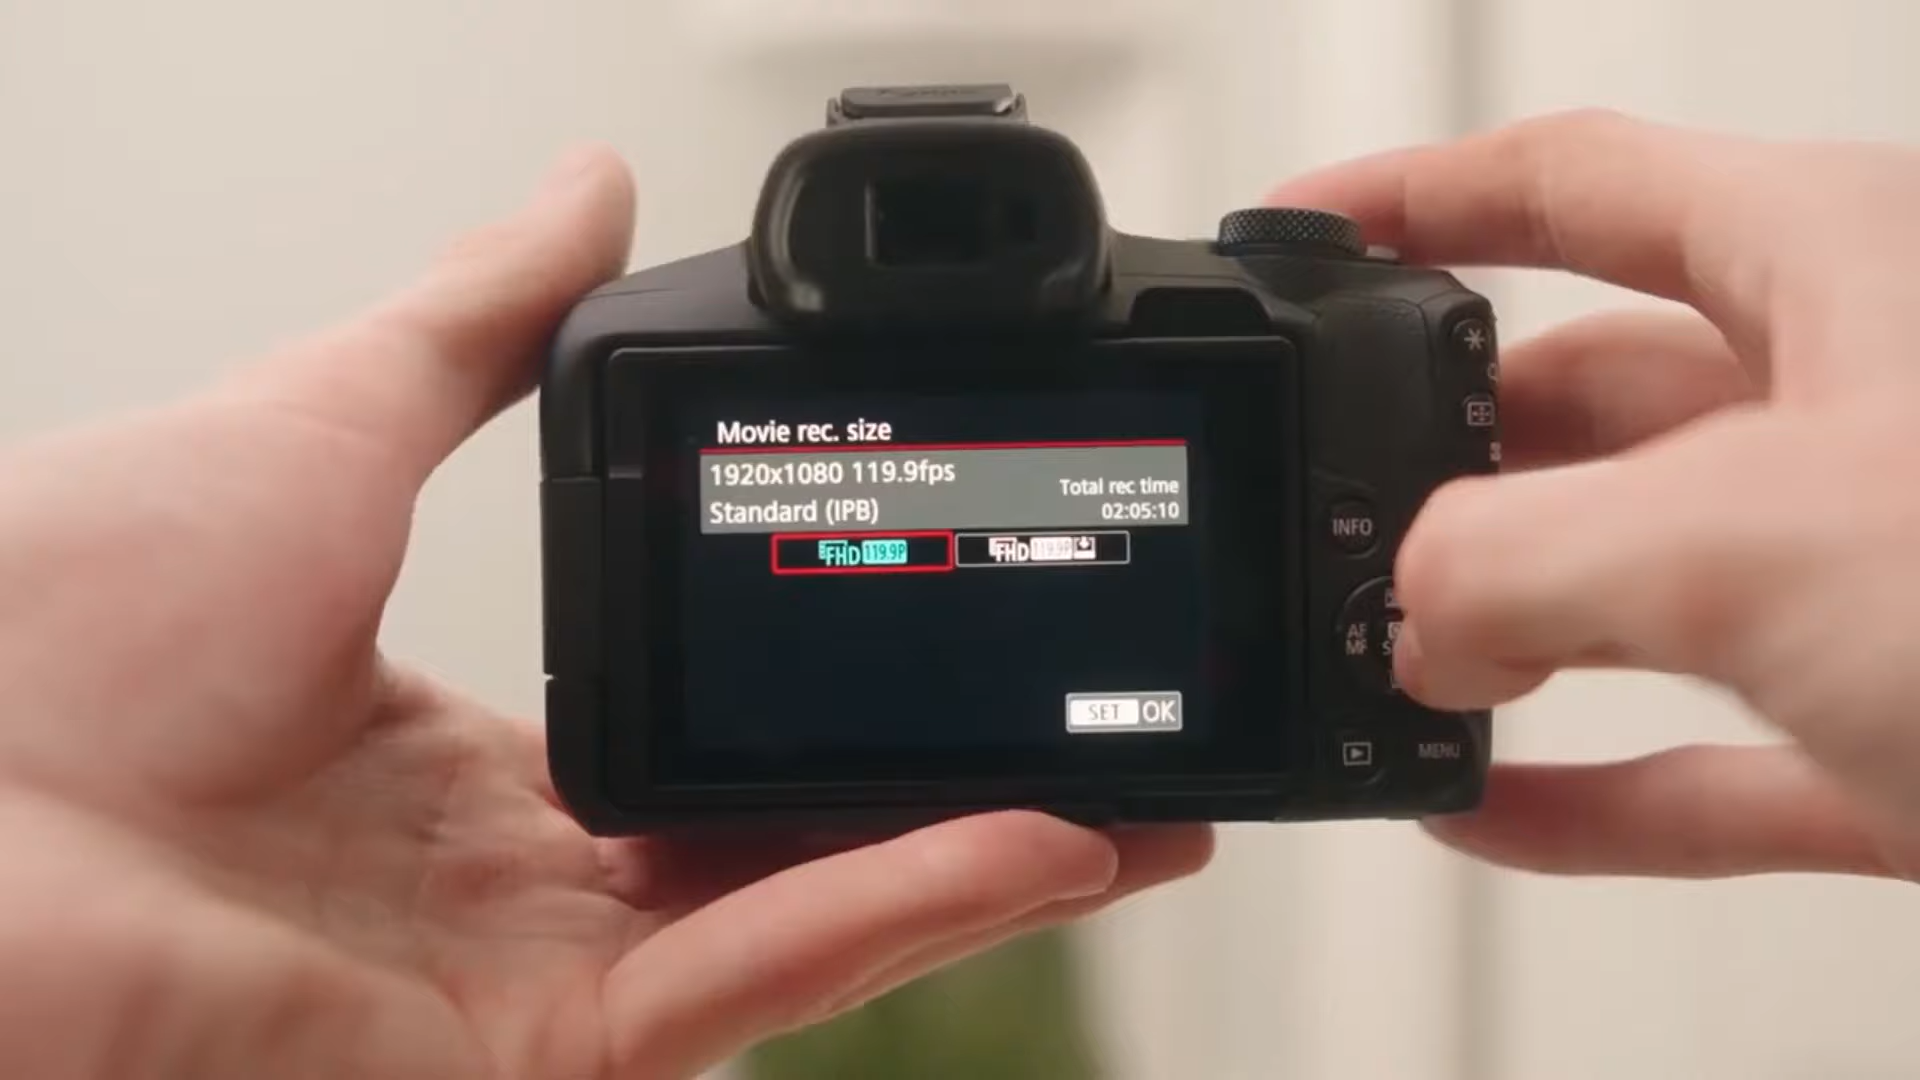 Movie rec. size
1920x1080 119.9fps
Total rec time
Standard (IPB)
02:05:10
FHD 119.9P
FHD 119.9P
SET OK
INFO
AF
MF
MENU